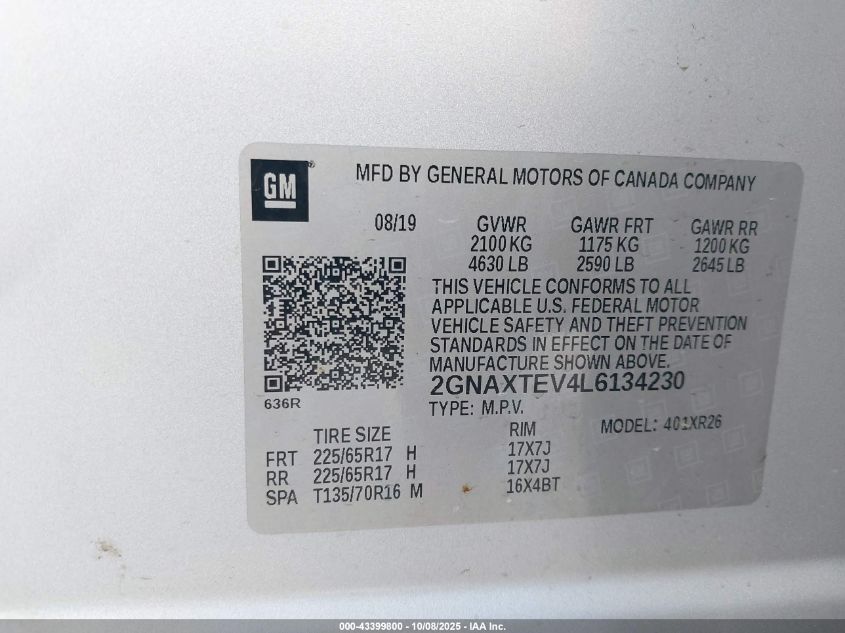 GM
MFD BY GENERAL MOTORS OF CANADA COMPANY
08/19 GVWR GAWR FRT GAWR RR
2100 KG 1175 KG 1200 KG
4630 LB 2590 LB 2645 LB
THIS VEHICLE CONFORMS TO ALL
APPLICABLE U.S. FEDERAL MOTOR
VEHICLE SAFETY AND THEFT PREVENTION
STANDARDS IN EFFECT ON THE DATE OF
MANUFACTURE SHOWN ABOVE.
2GNAXTEV4L6134230
636R
TYPE: M.P.V. MODEL: 401XR26
TIRE SIZE RIM
FRT 225/65R17 H 17X7J
RR 225/65R17 H 17X7J
SPA T135/70R16 M 16X4BT
000-43399800 - 10/08/2025 - IAA Inc.